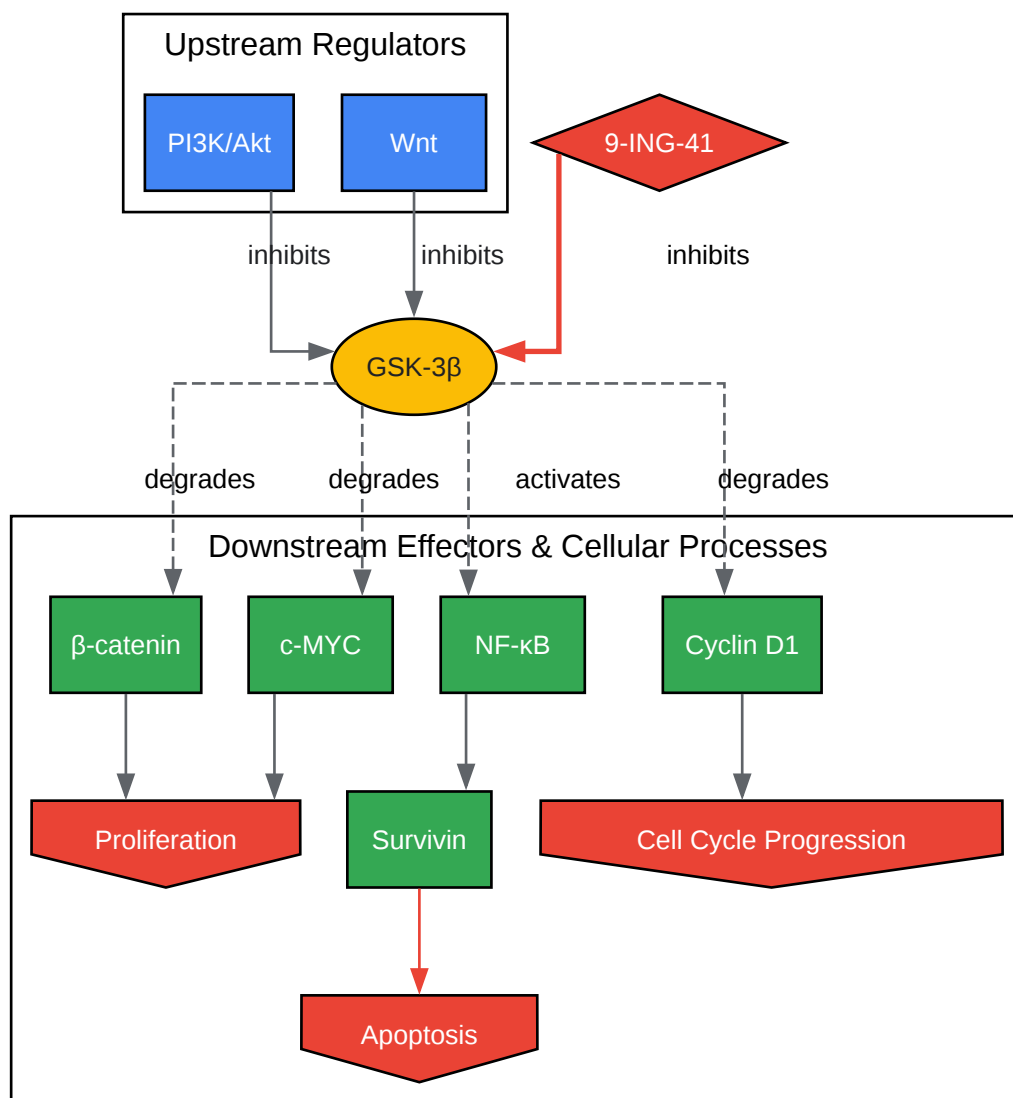 Upstream Regulators
PI3K/Akt
Wnt
9-ING-41
inhibits
inhibits
inhibits
GSK-3β
degrades
degrades
activates
degrades
Downstream Effectors & Cellular Processes
β-catenin
c-MYC
NF-κB
Cyclin D1
Proliferation
Survivin
Cell Cycle Progression
Apoptosis